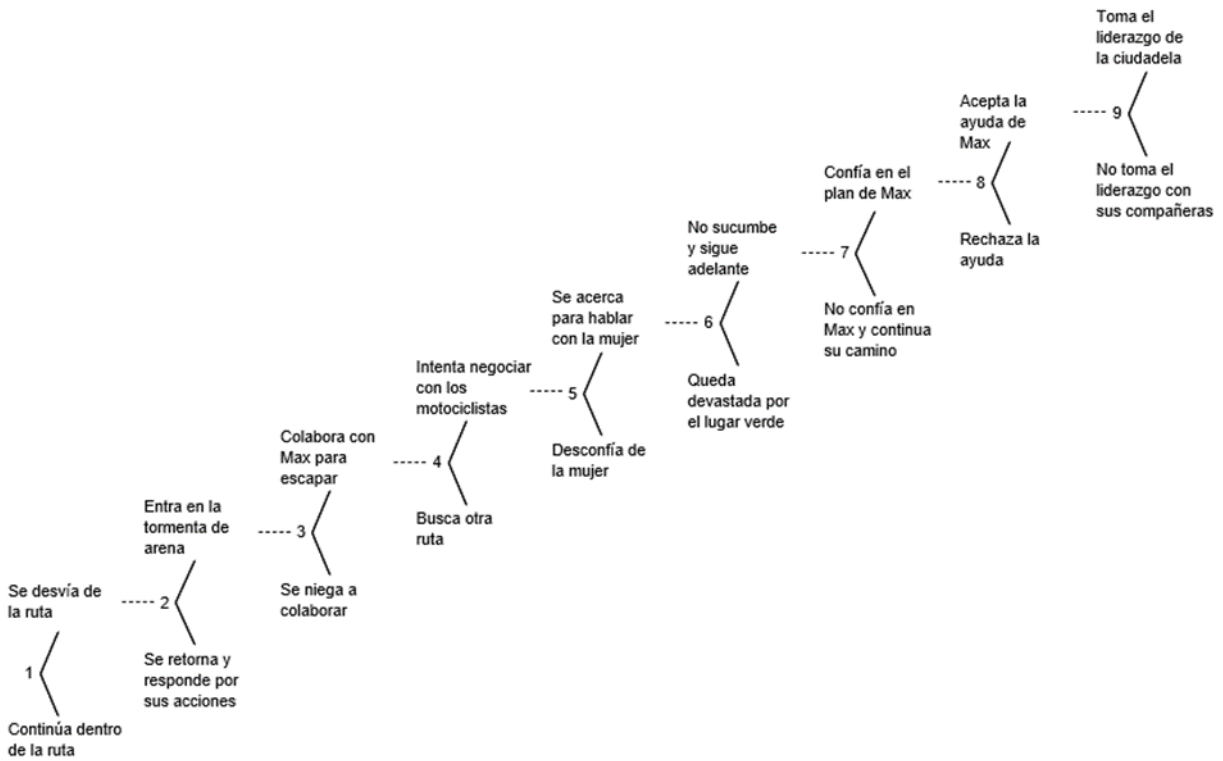 Toma el
liderazgo de
la ciudadela
9
No toma el
liderazgo con
sus compañeras
Acepta la
ayuda de
Max
8
Rechaza la
ayuda
Confía en el
plan de Max
7
No confía en
Max y continua
su camino
No sucumbe
y sigue
adelante
6
Queda
devastada por
el lugar verde
Se acerca
para hablar
con la mujer
5
Desconfía de
la mujer
Intenta negociar
con los
motociclistas
4
Busca otra
ruta
Colabora con
Max para
escapar
3
Se niega a
colaborar
Entra en la
tormenta de
arena
2
Se retorna y
responde por
sus acciones
Se desvía de
la ruta
1
Continúa dentro
de la ruta